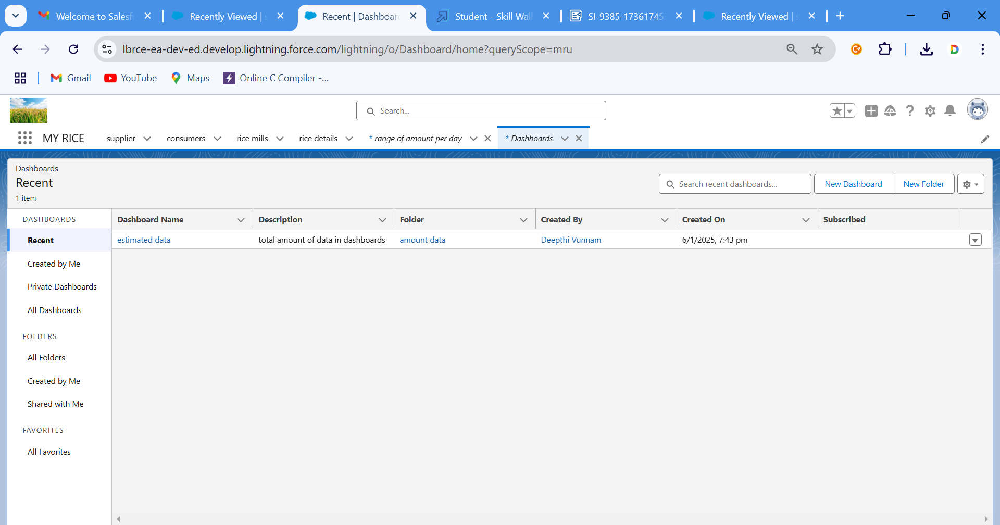 Welcome to Salesf
Recently Viewed | s
Recent | Dashboard
Student - Skill Wall
SI-9385-17361745
Recently Viewed | s
lbrce-ea-dev-ed.develop.lightning.force.com/lightning/o/Dashboard/home?queryScope=mru
D
Gmail
YouTube
Maps
Online C Compiler -...
Search...
MY RICE
supplier
consumers
rice mills
rice details
* range of amount per day
* Dashboards
Dashboards
Recent
1 item
Search recent dashboards...
New Dashboard
New Folder
DASHBOARDS
Recent
Created by Me
Private Dashboards
All Dashboards
FOLDERS
All Folders
Created by Me
Shared with Me
FAVORITES
All Favorites
Dashboard Name Description Folder Created By Created On Subscribed
estimated data total amount of data in dashboards amount data Deepthi Vunnam 6/1/2025, 7:43 pm